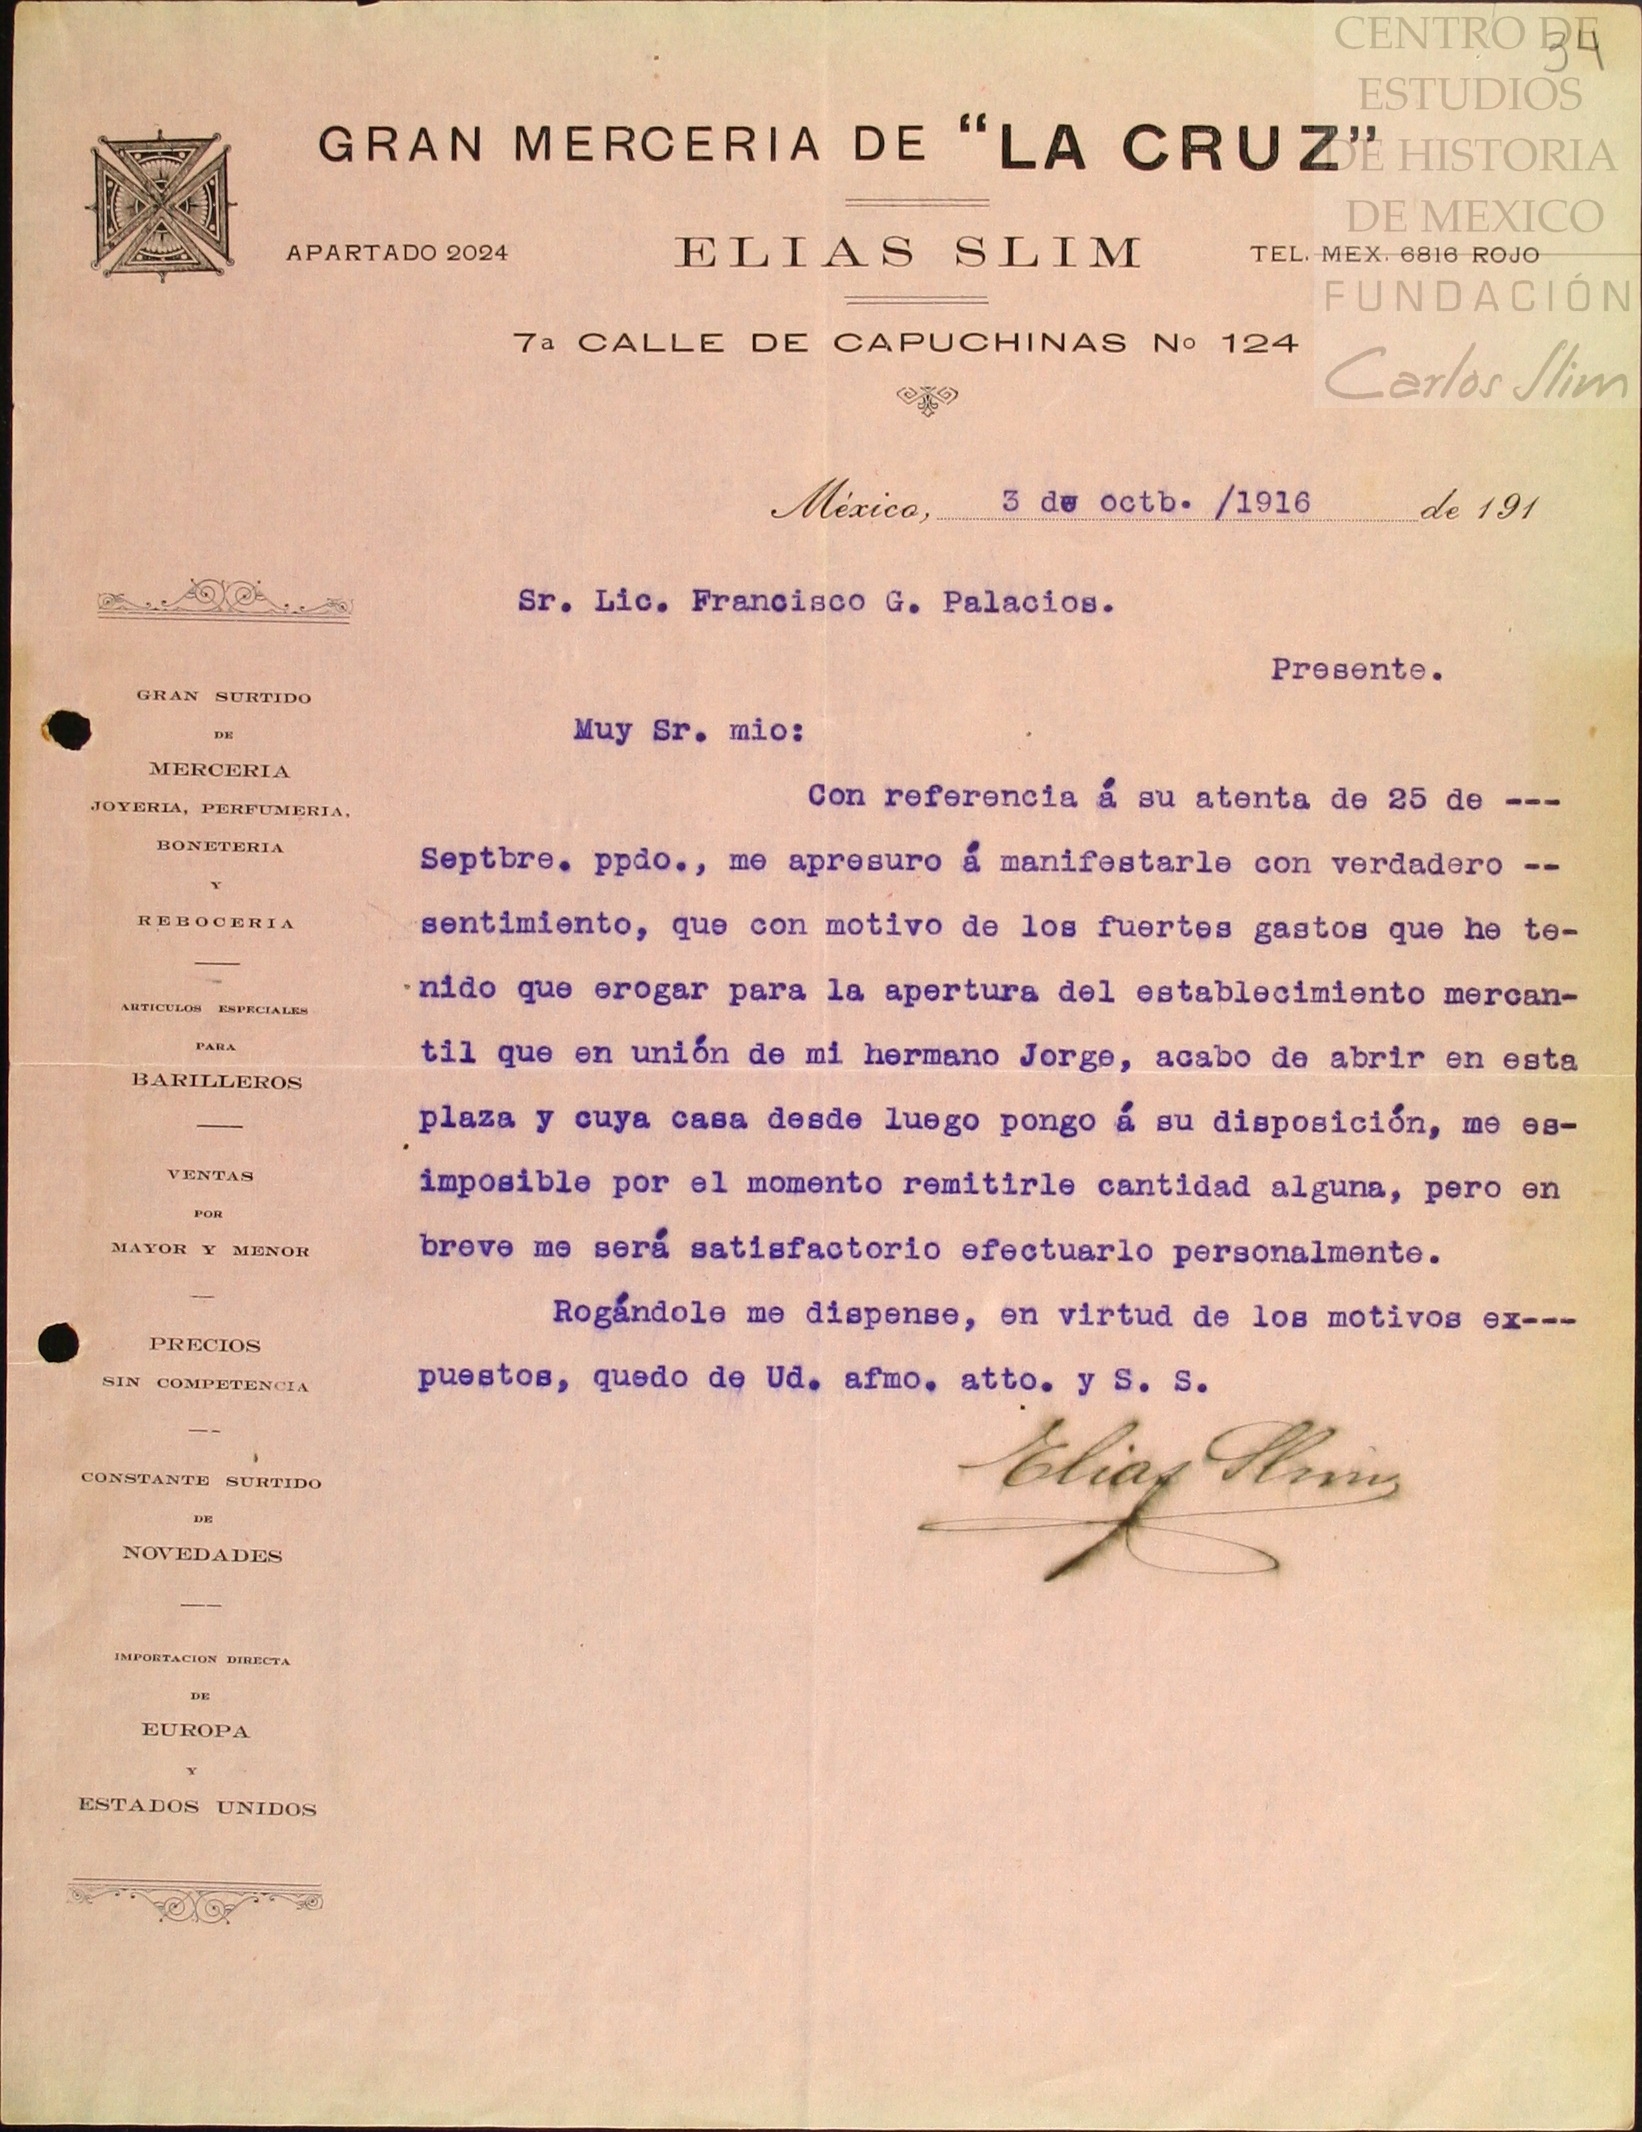 34
CENTRO DE
ESTUDIOS
DE HISTORIA
DE MEXICO
FUNDACIÓN
Carlos Slim
GRAN MERCERIA DE “LA CRUZ”
APARTADO 2024
ELIAS SLIM
TEL. MEX. 6816 ROJO
7a CALLE DE CAPUCHINAS No 124
México, 3 de octb. /1916 de 191
Sr. Lic. Francisco G. Palacios.
Presente.
Muy Sr. mio:
Con referencia á su atenta de 25 de ---
Septbre. ppdo., me apresuro á manifestarle con verdadero --
sentimiento, que con motivo de los fuertes gastos que he te-
nido que erogar para la apertura del establecimiento mercan-
til que en unión de mi hermano Jorge, acabo de abrir en esta
plaza y cuya casa desde luego pongo á su disposición, me es-
imposible por el momento remitirle cantidad alguna, pero en
breve me será satisfactorio efectuarlo personalmente.
Rogándole me dispense, en virtud de los motivos ex---
puestos, quedo de Ud. afmo. atto. y S. S.
Elias Slim
GRAN SURTIDO
DE
MERCERIA
JOYERIA, PERFUMERIA,
BONETERIA
Y
REBOCERIA
ARTICULOS ESPECIALES
PARA
BARILLEROS
VENTAS
POR
MAYOR Y MENOR
PRECIOS
SIN COMPETENCIA
CONSTANTE SURTIDO
DE
NOVEDADES
IMPORTACION DIRECTA
DE
EUROPA
Y
ESTADOS UNIDOS